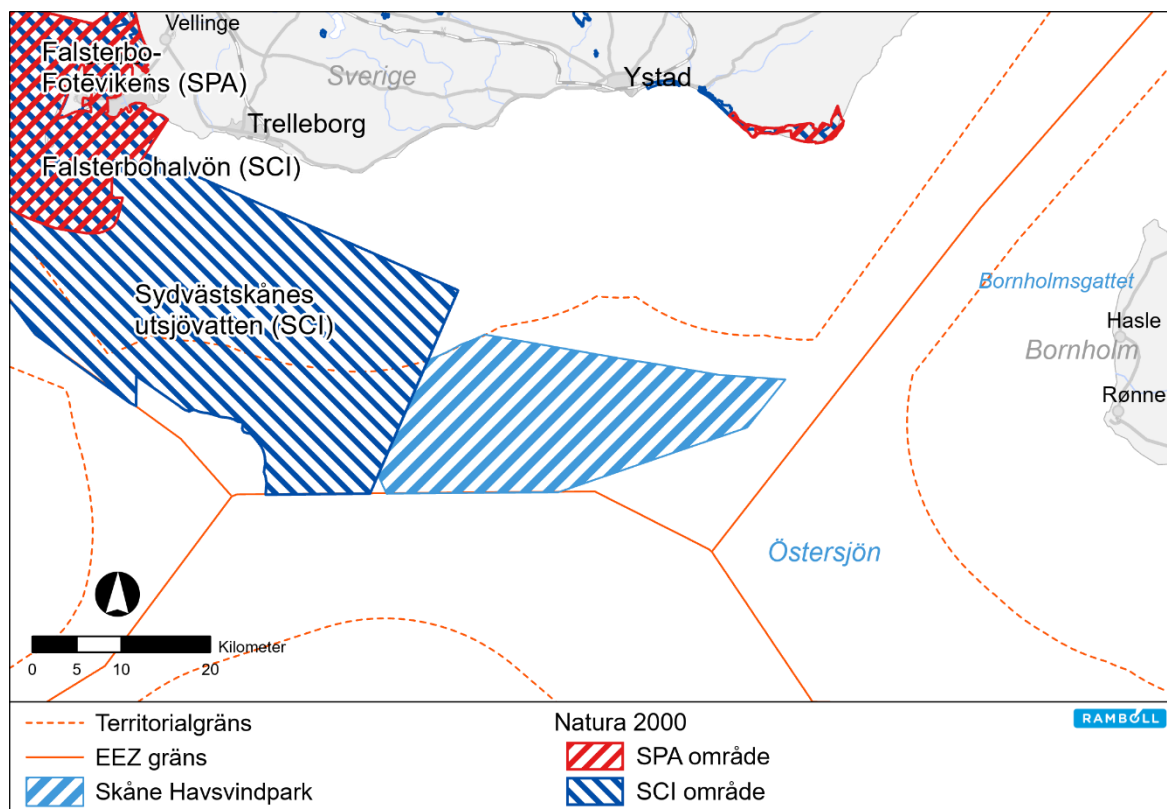 Vellinge
Falsterbo-
Fotevikens (SPA)
Sverige
Ystad
Trelleborg
Falsterbohalvön (SCI)
Sydvästskånes
utsjövatten (SCI)
Bornholmsgattet
Hasle
Bornholm
Rønne
Östersjön
Kilometer
0 5 10 20
Territorialgräns
EEZ gräns
Skåne Havsvindpark
Natura 2000
SPA område
SCI område
RAMBOLL